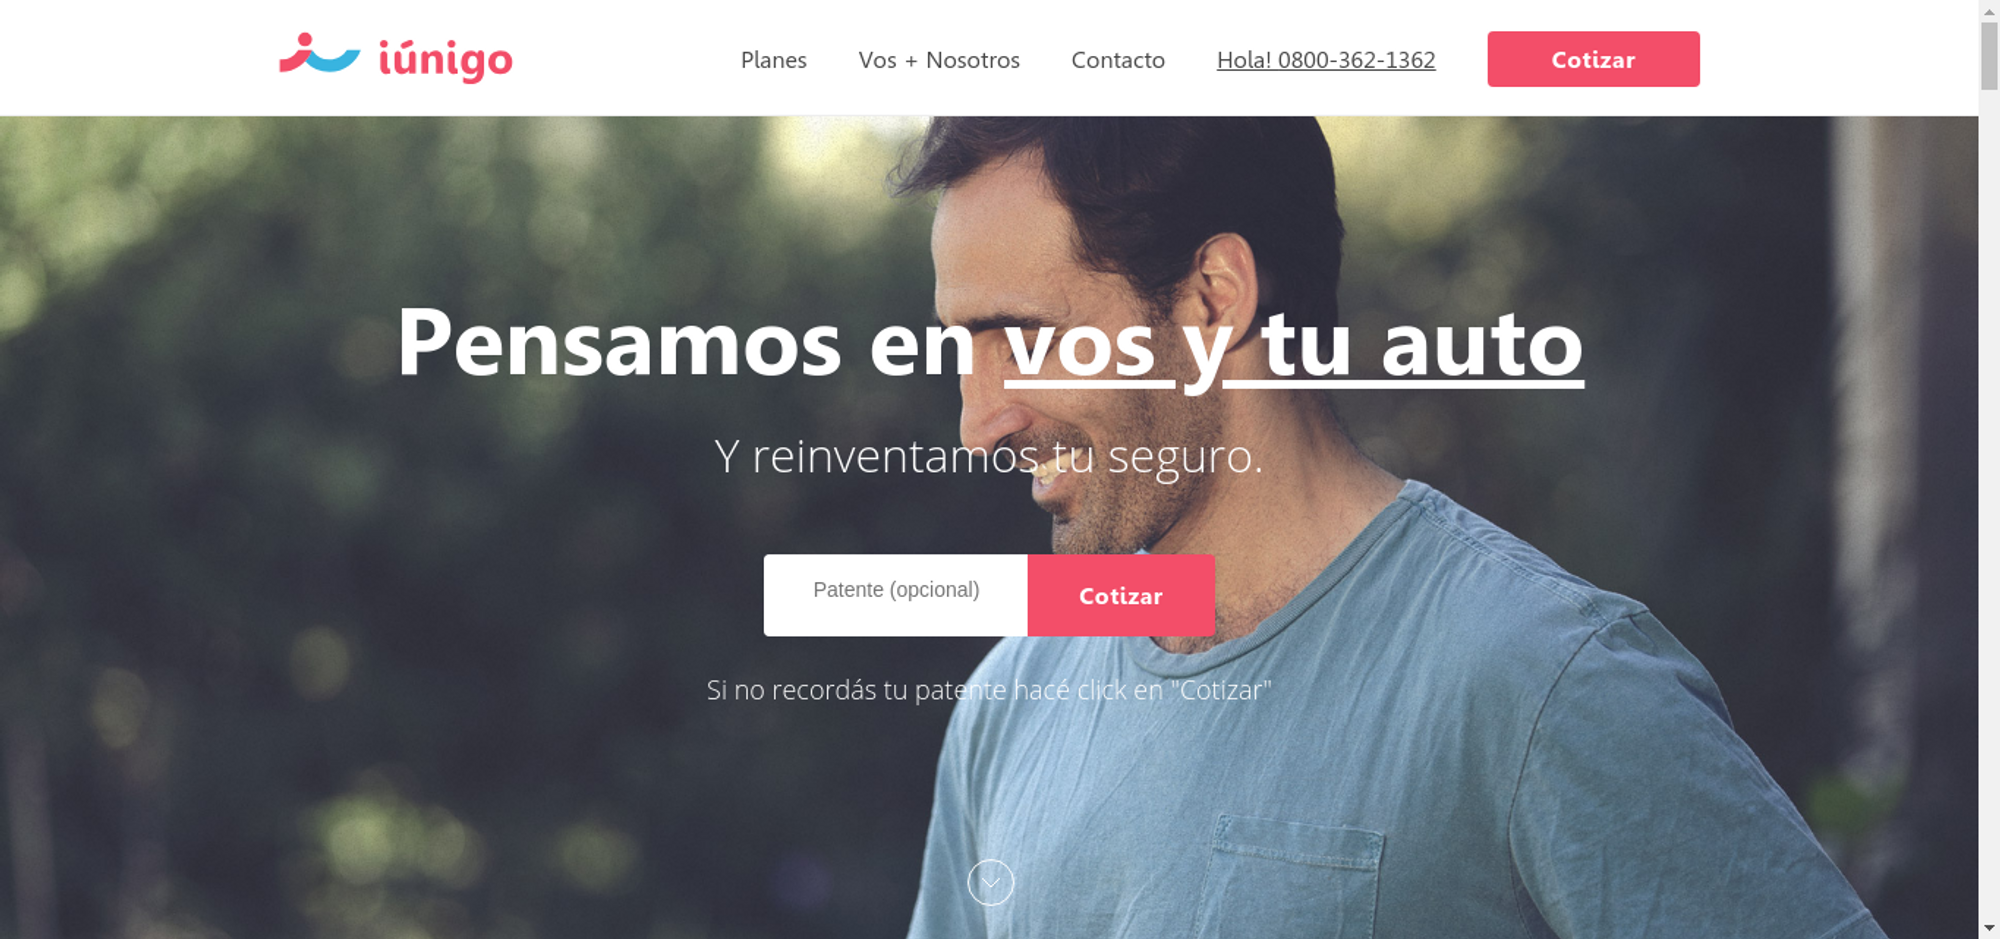 iúnigo
Planes
Vos + Nosotros
Contacto
Hola! 0800-362-1362
Cotizar
Pensamos en vos y tu auto
Y reinventamos tu seguro.
Patente (opcional)
Cotizar
Si no recordás tu patente hacé click en "Cotizar"